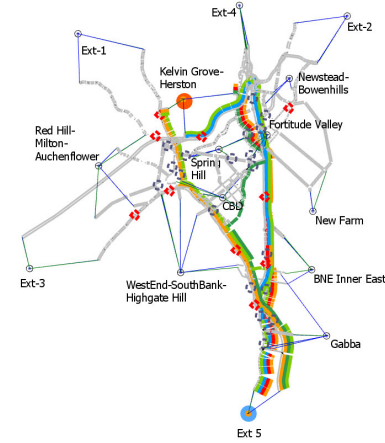 Ext-4
Ext-2
Ext-1
Kelvin Grove-
Herston
Newstead-
Bowenhills
Red Hill-
Milton-
Auchenflower
Fortitude Valley
Spring
Hill
CBD
New Farm
Ext-3
WestEnd-SouthBank-
Highgate Hill
BNE Inner East
Gabba
Ext 5